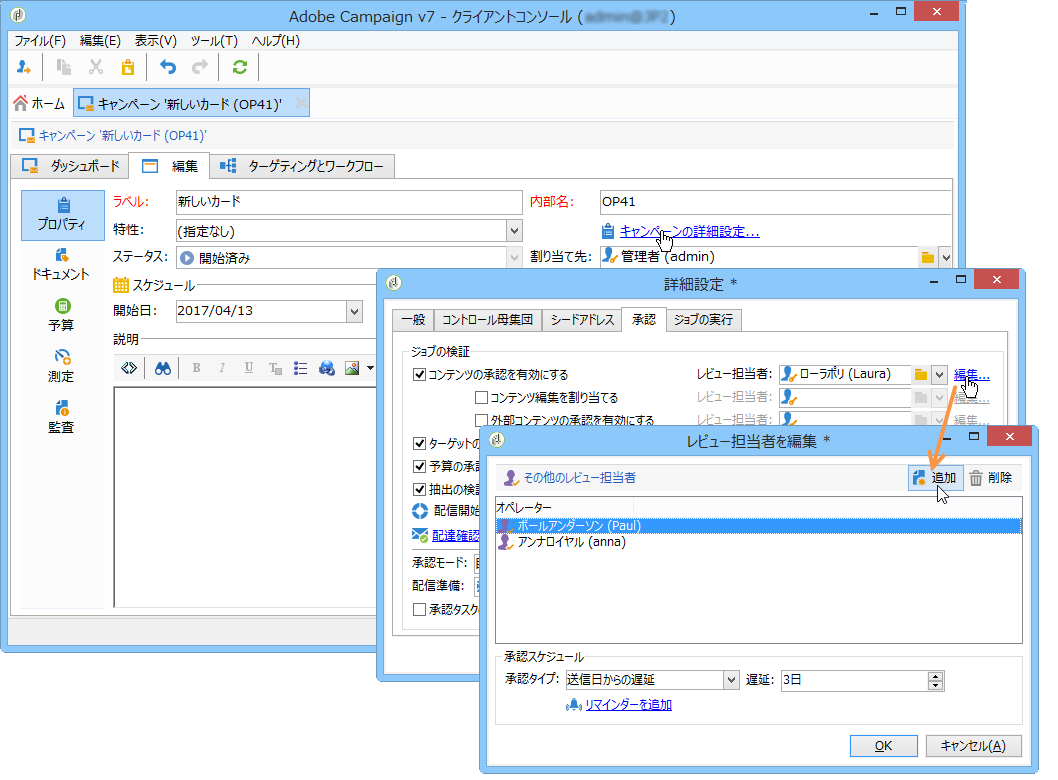 Adobe Campaign v7 - クライアントコンソール (
)
ファイル(F) 編集(E) 表示(V) ツール(T) ヘルプ(H)
ホーム キャンペーン '新しいカード (OP41)'
キャンペーン '新しいカード (OP41)'
ダッシュボード 編集 ターゲティングとワークフロー
プロパティ
ドキュメント
予算
測定
監査
ラベル: 新しいカード 内部名: OP41
特性: (指定なし) キャンペーンの詳細設定...
ステータス: 開始済み 割り当て先: 管理者 (admin)
スケジュール
開始日: 2017/04/13
説明
B I U
詳細設定 *
一般 コントロール母集団 シードアドレス 承認 ジョブの実行
ジョブの検証
コンテンツの承認を有効にする レビュー担当者: ローラポリ (Laura) 編集...
コンテンツ編集を割り当てる レビュー担当者: 編集...
外部コンテンツの承認を有効にする レビュー担当者: 編集...
ターゲットの
予算の承
抽出の検
配信開始
配達確認
承認モード:
配信準備:
承認タスク
レビュー担当者を編集 *
その他のレビュー担当者 追加 削除
オペレーター
ポールアンダーソン (Paul)
アンナロイヤル (anna)
承認スケジュール
承認タイプ: 送信日からの遅延 遅延: 3日
リマインダーを追加
OK キャンセル(A)